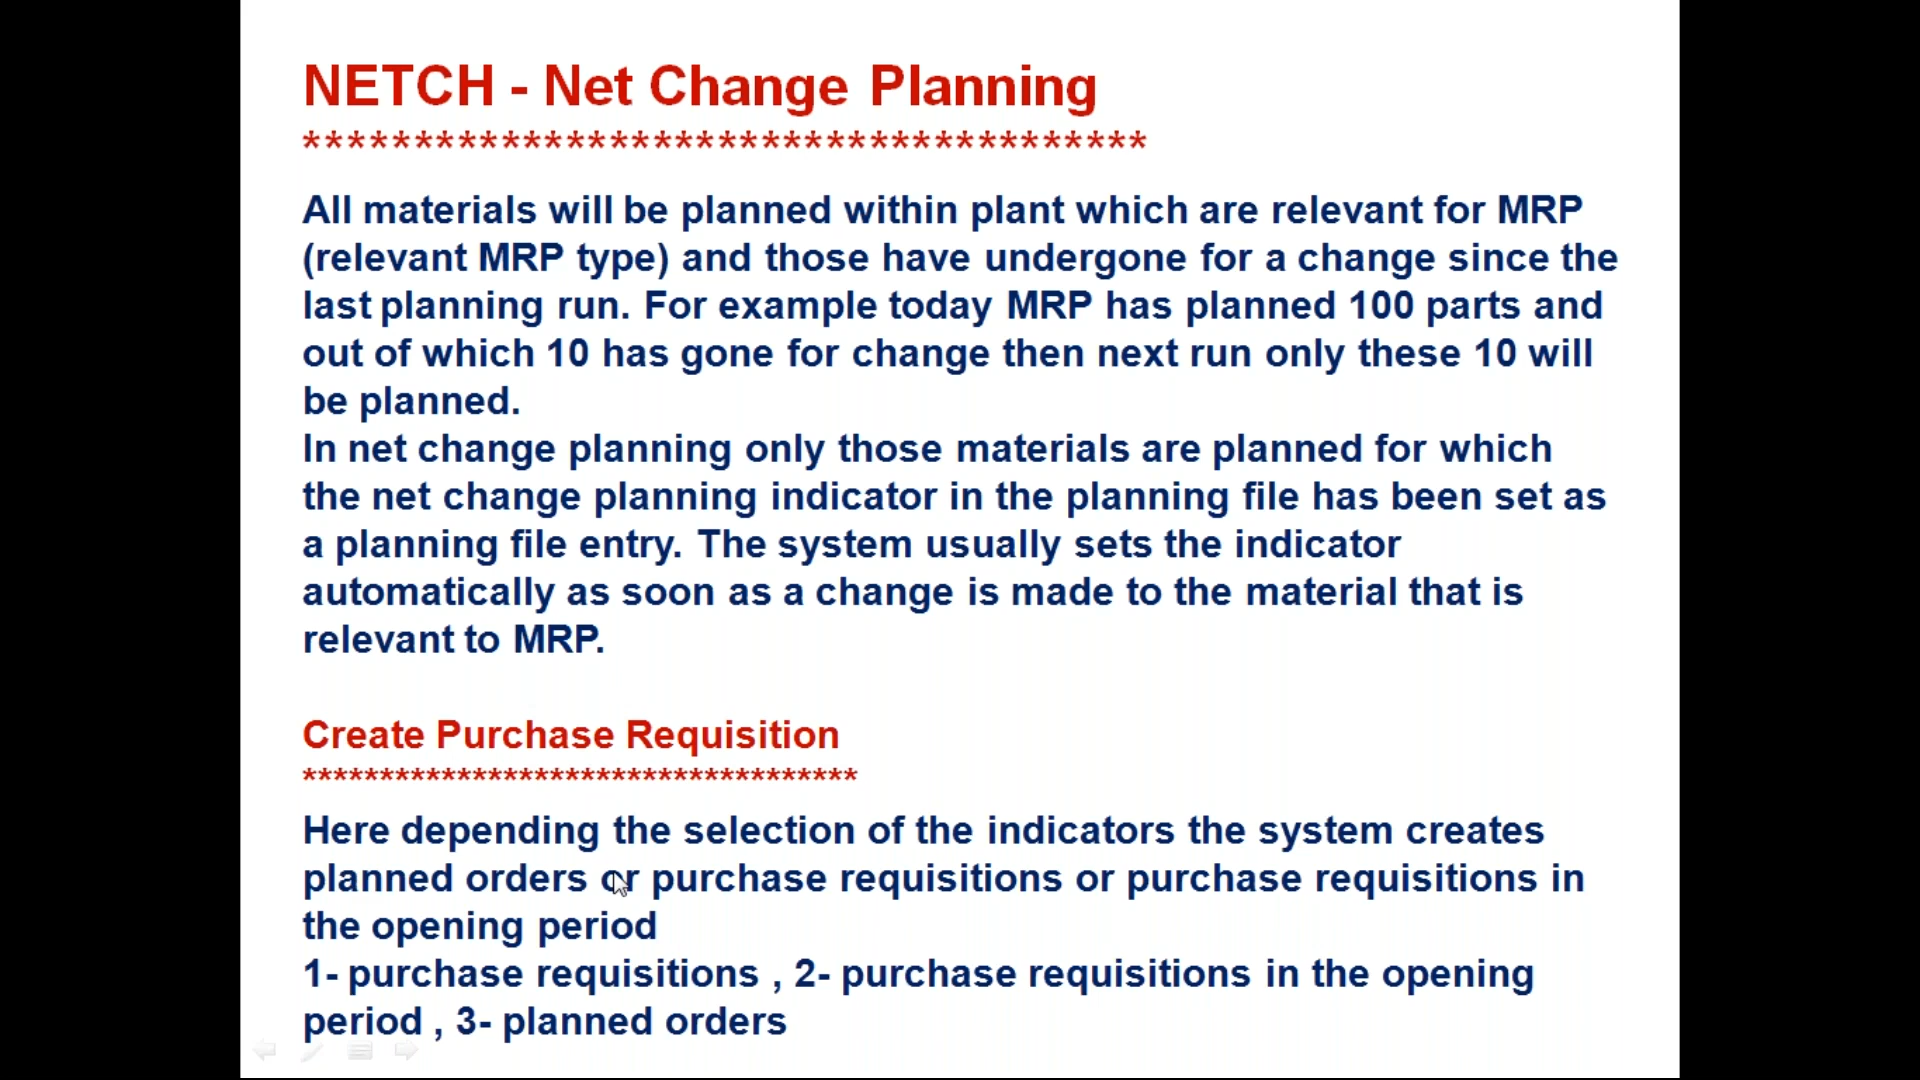 NETCH - Net Change Planning
***************************************
All materials will be planned within plant which are relevant for MRP
(relevant MRP type) and those have undergone for a change since the
last planning run. For example today MRP has planned 100 parts and
out of which 10 has gone for change then next run only these 10 will
be planned.
In net change planning only those materials are planned for which
the net change planning indicator in the planning file has been set as
a planning file entry. The system usually sets the indicator
automatically as soon as a change is made to the material that is
relevant to MRP.
Create Purchase Requisition
************************************
Here depending the selection of the indicators the system creates
planned orders or purchase requisitions or purchase requisitions in
the opening period
1- purchase requisitions , 2- purchase requisitions in the opening
period , 3- planned orders